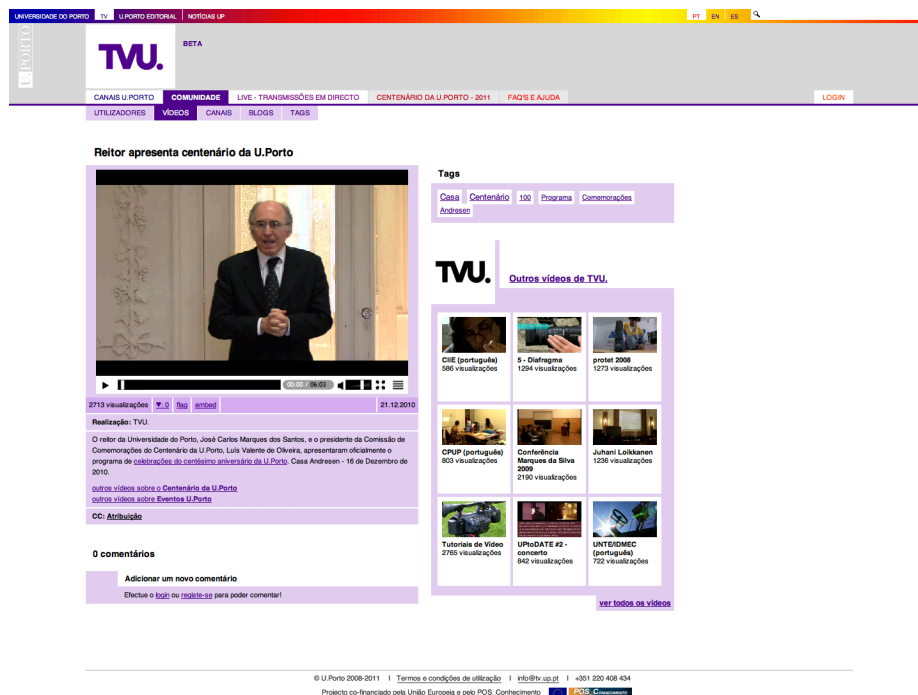 UNIVERSIDADE DO PORTO TV U.PORTO EDITORIAL NOTÍCIAS UP PT EN ES
U.PORTO
TVU.
BETA
CANAIS U.PORTO COMUNIDADE LIVE - TRANSMISSÕES EM DIRECTO CENTENÁRIO DA U.PORTO - 2011 FAQ'S E AJUDA LOGIN
UTILIZADORES VÍDEOS CANAIS BLOGS TAGS
Reitor apresenta centenário da U.Porto
00:00 / 06:03
2713 visualizações ♥: 0 flag embed 21.12.2010
Realização: TVU.
O reitor da Universidade do Porto, José Carlos Marques dos Santos, e o presidente da Comissão de
Comemorações do Centenário da U.Porto, Luís Valente de Oliveira, apresentaram oficialmente o
programa de celebrações do centésimo aniversário da U.Porto. Casa Andresen - 16 de Dezembro de
2010.
outros vídeos sobre o Centenário da U.Porto
outros vídeos sobre Eventos U.Porto
CC: Atribuição
0 comentários
Adicionar um novo comentário
Efectue o login ou registe-se para poder comentar!
Tags
Casa Centenário 100 Programa Comemorações
Andresen
TVU.
Outros vídeos de TVU.
CIIE (português)
586 visualizações
5 - Diafragma
1294 visualizações
protet 2008
1273 visualizações
CPUP (português)
803 visualizações
Conferência
Marques da Silva
2009
2190 visualizações
Juhani Loikkanen
1236 visualizações
Tutoriais de Vídeo
2765 visualizações
UPtoDATE #2 -
concerto
842 visualizações
UNTE/IDMEC
(português)
722 visualizações
ver todos os vídeos
© U.Porto 2008-2011 I Termos e condições de utilização I info@tv.up.pt I +351 220 408 434
Projecto co-financiado pela União Europeia e pelo POS_Conhecimento POS_Conhecimento